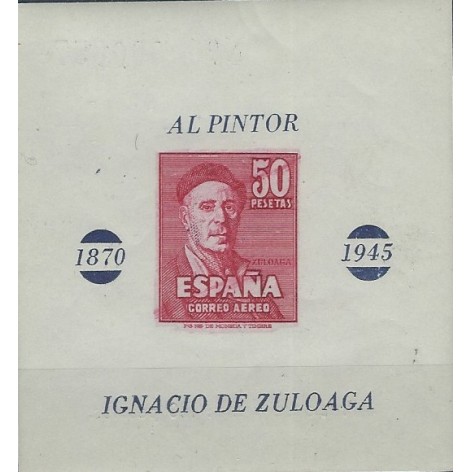 AL PINTOR
50
PESETAS
1870
1945
ZULOAGA
ESPAÑA
CORREO AEREO
IGNACIO DE ZULOAGA